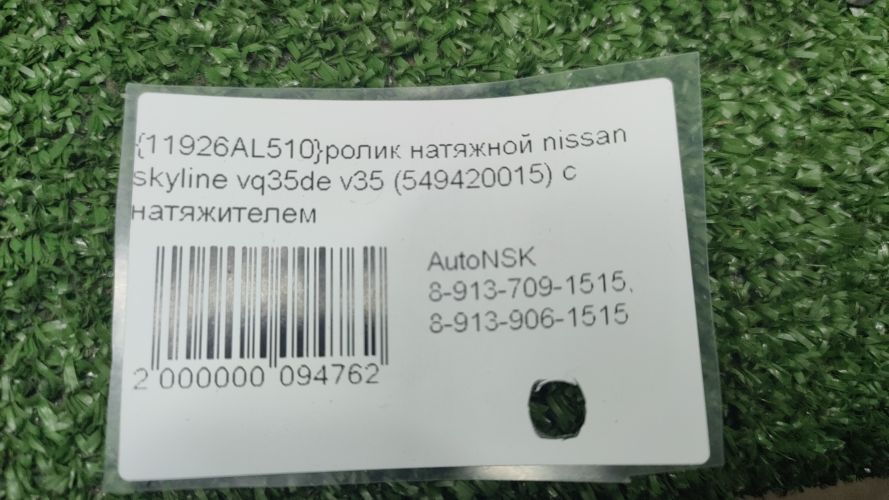 {11926AL510}ролик натяжной nissan
skyline vq35de v35 (549420015) с
натяжителем
AutoNSK
8-913-709-1515,
8-913-906-1515
2 000000 094762